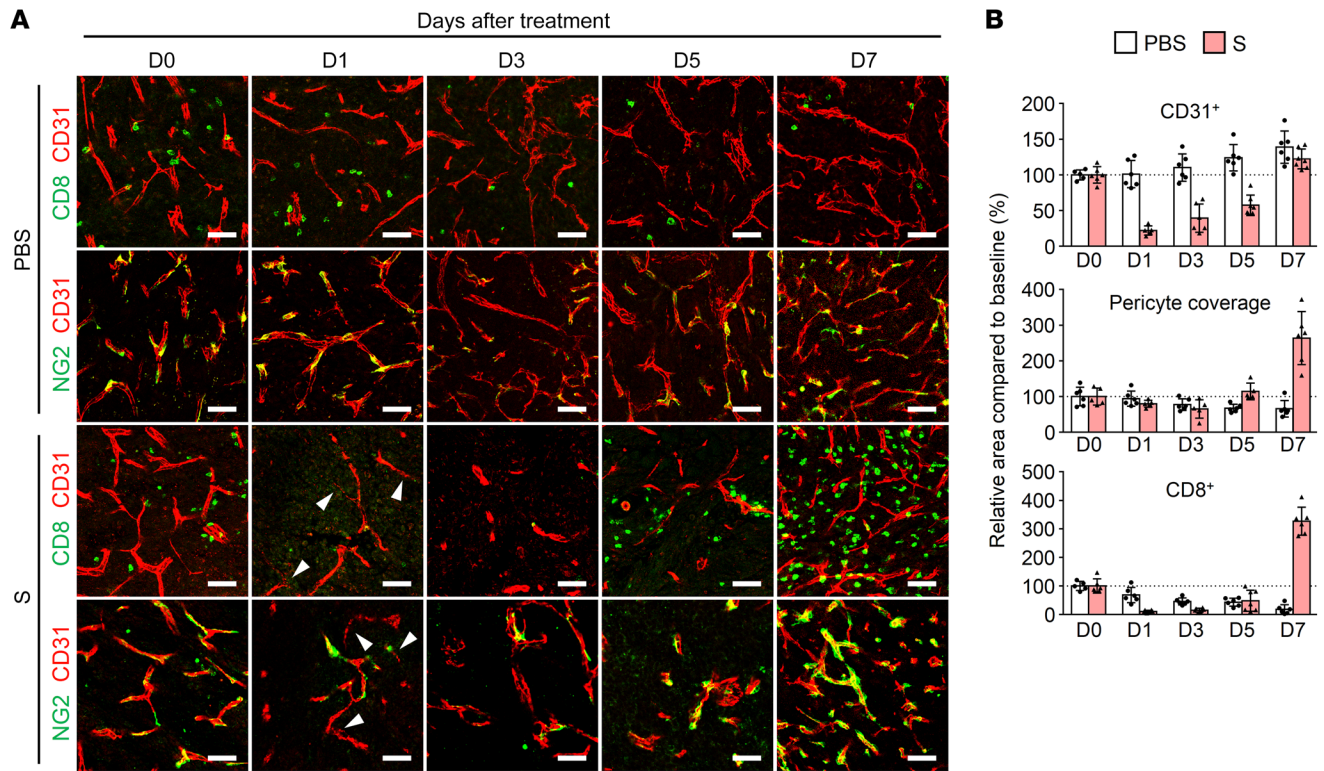 A
Days after treatment
D0 D1 D3 D5 D7
PBS
CD8 CD31
NG2 CD31
S
CD8 CD31
NG2 CD31
B
PBS S
Relative area compared to baseline (%)
CD31+
200
150
100
50
0
D0 D1 D3 D5 D7
Pericyte coverage
400
300
200
100
0
D0 D1 D3 D5 D7
CD8+
500
400
300
200
100
0
D0 D1 D3 D5 D7